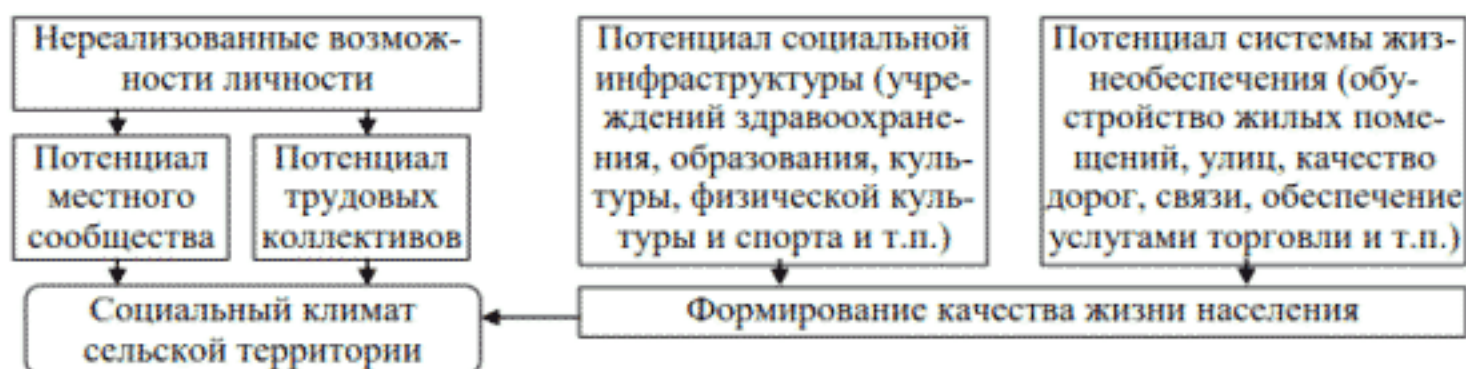 Нереализованные возмож-
ности личности
Потенциал
местного
сообщества
Потенциал
трудовых
коллективов
Социальный климат
сельской территории
Потенциал социальной
инфраструктуры (учре-
ждений здравоохране-
ния, образования, куль-
туры, физической куль-
туры и спорта и т.п.)
Потенциал системы жиз-
необеспечения (обу-
стройство жилых поме-
щений, улиц, качество
дорог, связи, обеспечение
услугами торговли и т.п.)
Формирование качества жизни населения